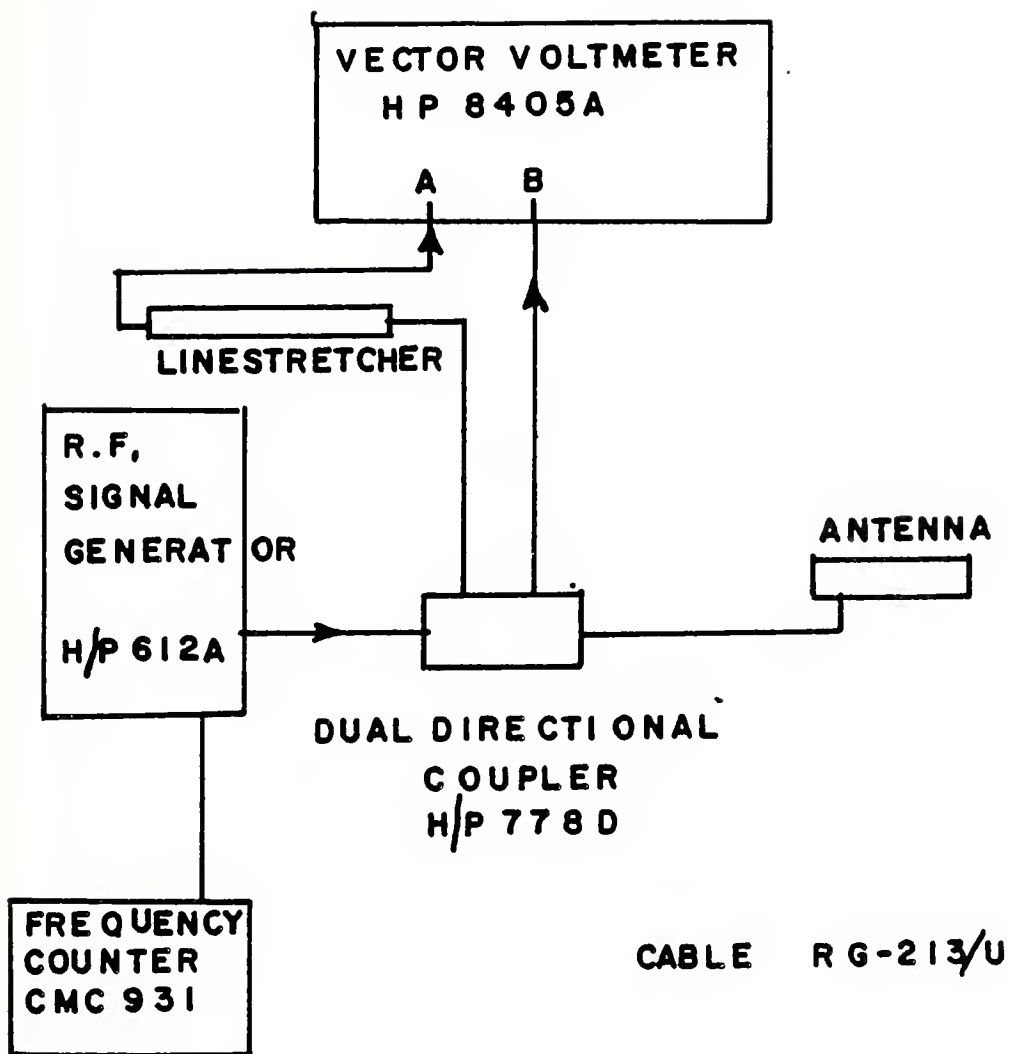 VECTOR VOLTMETER
HP 8405A
A B
LINESTRETCHER
R.F,
SIGNAL
GENERATOR
H/P 612A
ANTENNA
DUAL DIRECTIONAL
COUPLER
H/P 778D
FREQUENCY
COUNTER
CMC 931
CABLE RG-213/U